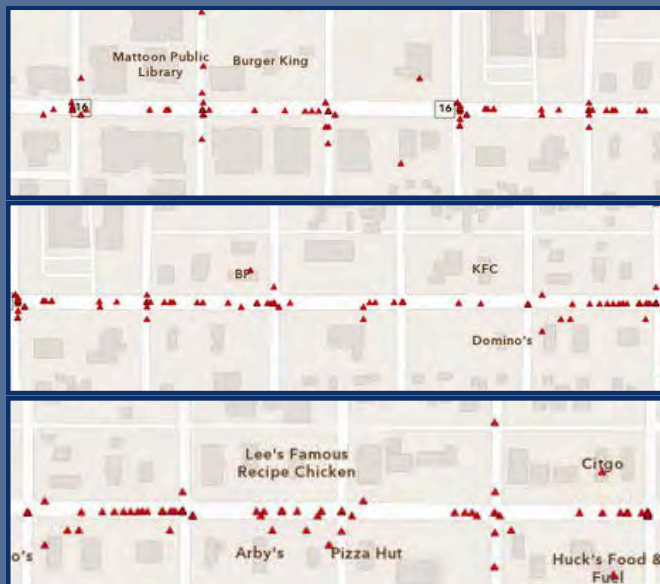 Mattoon Public
Library
Burger King
16
16
BP
KFC
Domino's
Lee's Famous
Recipe Chicken
Citgo
o's
Arby's
Pizza Hut
Huck's Food &
Fuel